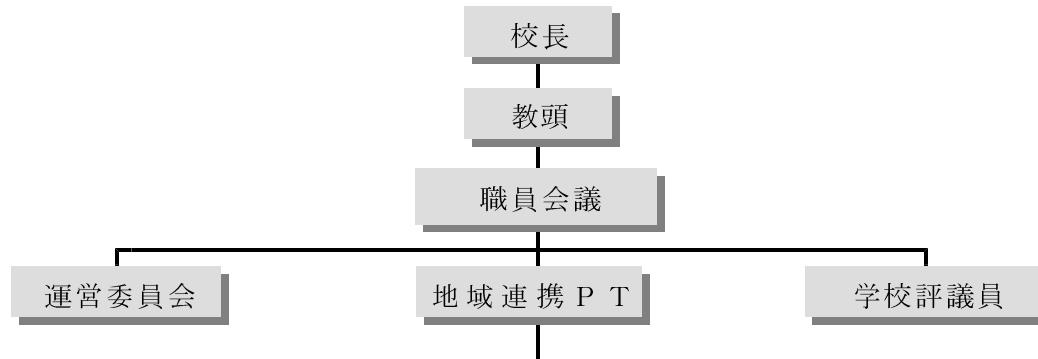 校長
教頭
職員会議
運営委員会
地域連携ＰＴ
学校評議員